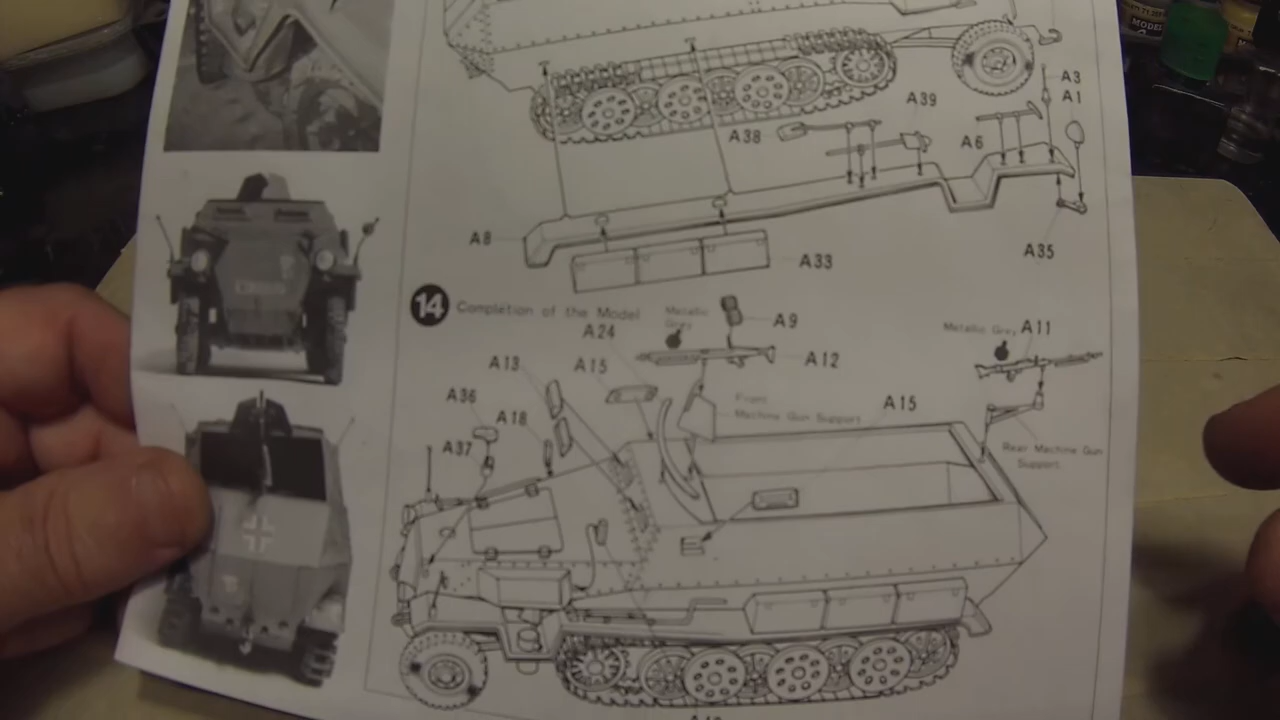 MODEL
A3
A1
A39
A38
A6
A8
A33
A35
14 Completion of the Model
Metallic
Grey
A24
A9
Metallic Grey
A11
A13
A15
A12
A36
A18
Front
Machine Gun Support
A15
A37
Rear Machine Gun
Support